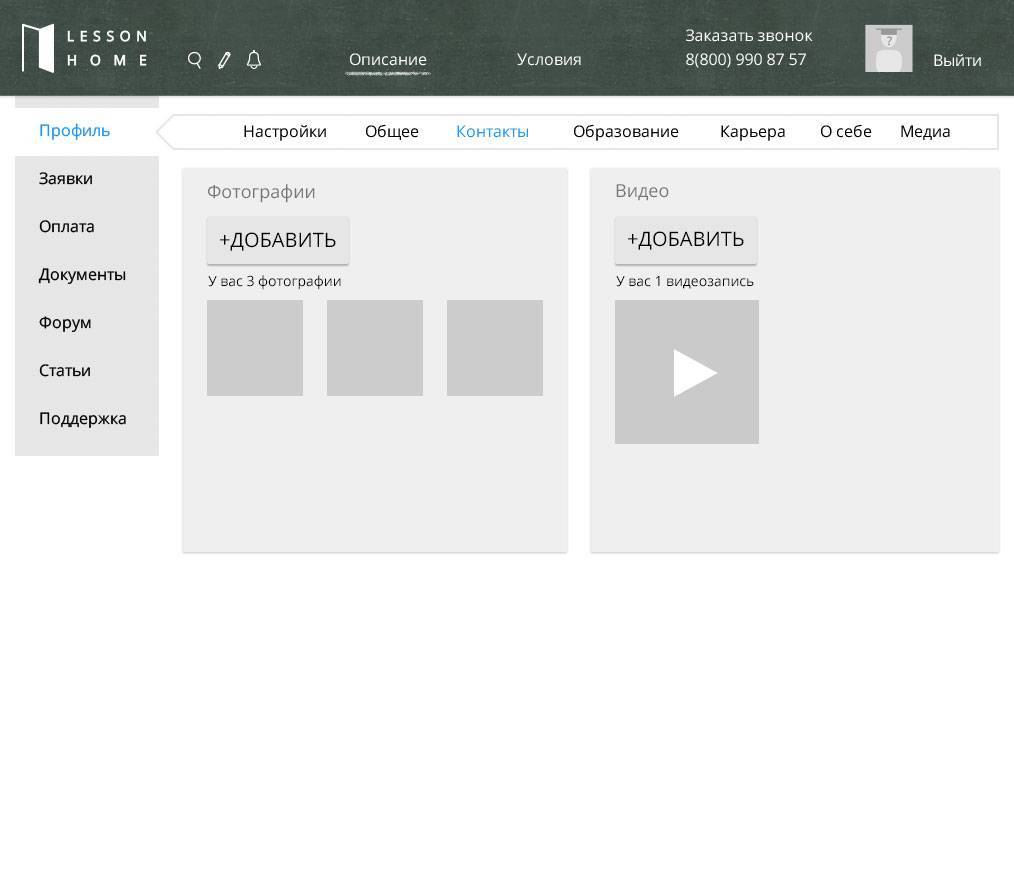 LESSON
HOME
Описание
Условия
Заказать звонок
8(800) 990 87 57
?
Выйти
Профиль
Настройки Общее Контакты Образование Карьера О себе Медиа
Заявки
Оплата
Документы
Форум
Статьи
Поддержка
Фотографии
+ДОБАВИТЬ
У вас 3 фотографии
Видео
+ДОБАВИТЬ
У вас 1 видеозапись